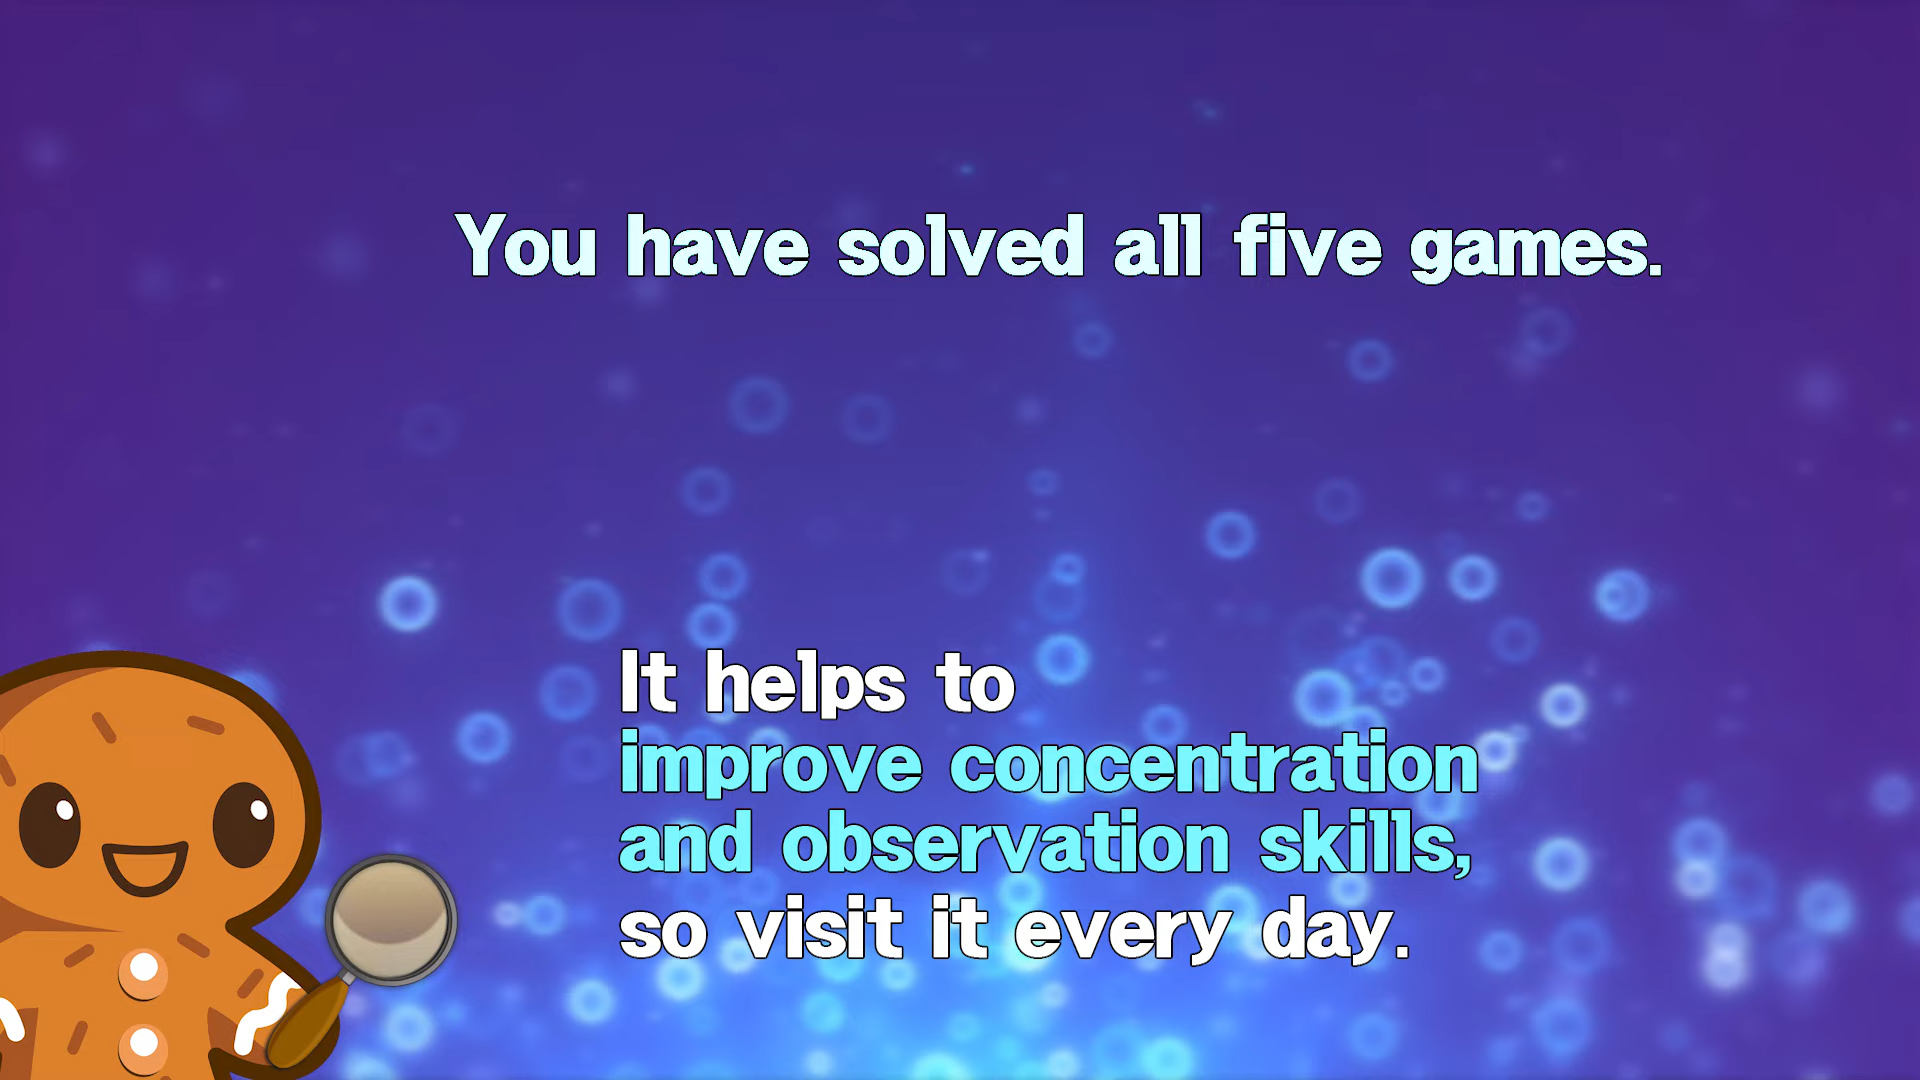 You have solved all five games.
It helps to
improve concentration
and observation skills,
so visit it every day.